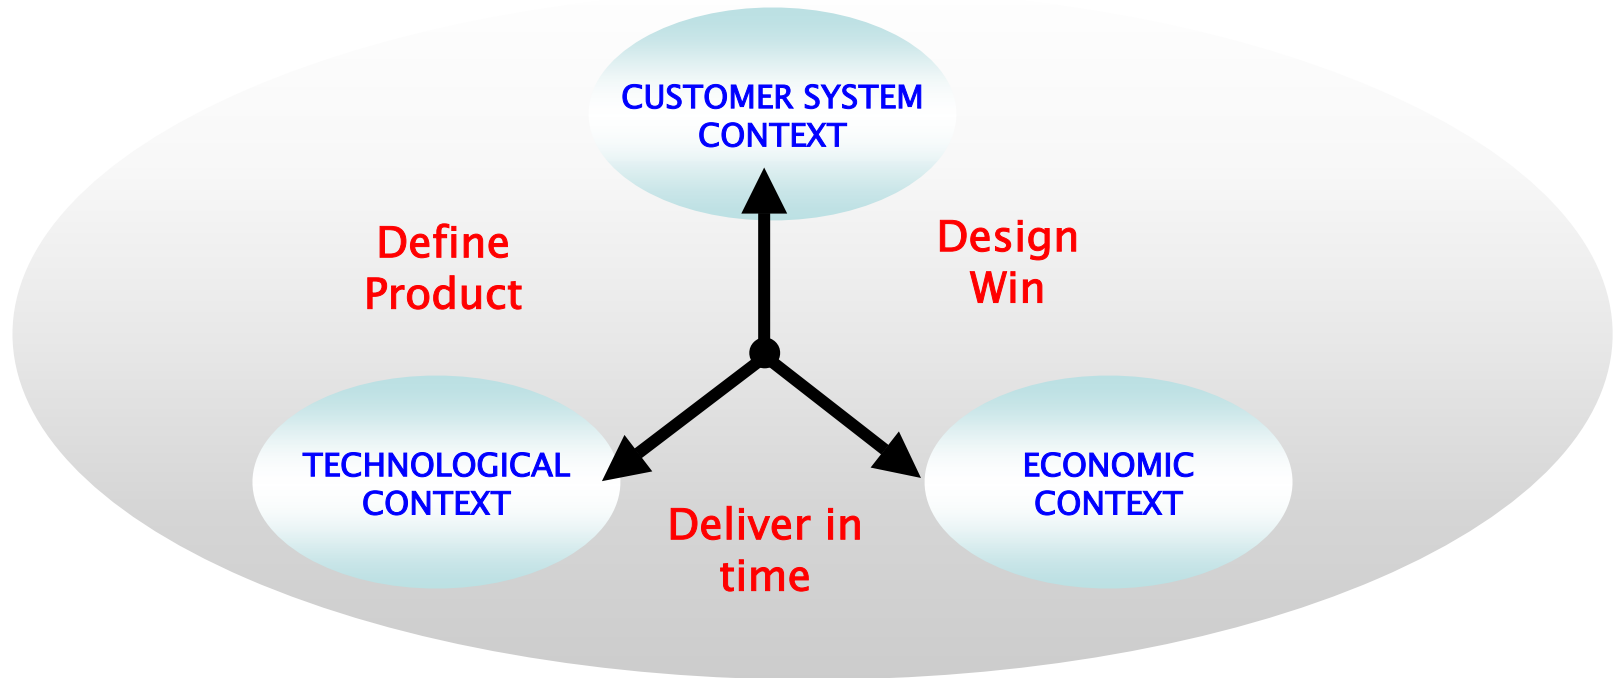 CUSTOMER SYSTEM
CONTEXT
Define
Product
Design
Win
TECHNOLOGICAL
CONTEXT
ECONOMIC
CONTEXT
Deliver in
time